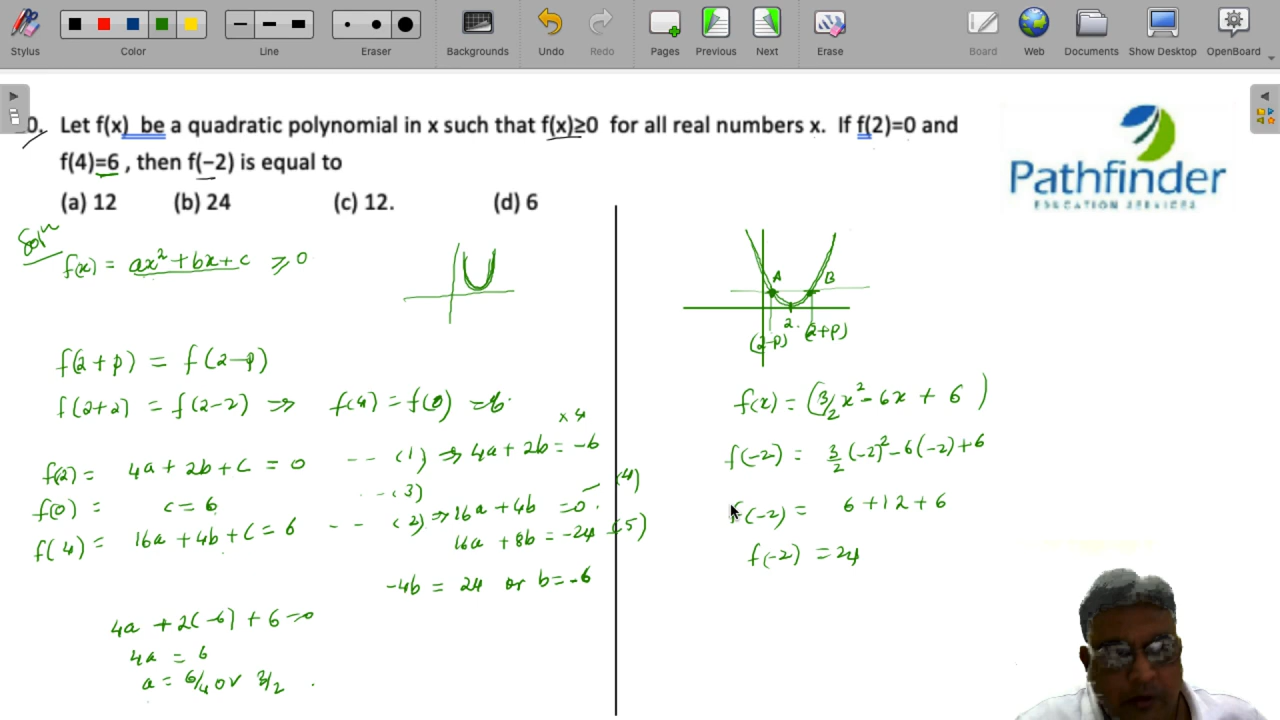 Stylus Color Line Eraser Backgrounds Undo Redo Pages Previous Next Erase Board Web Documents Show Desktop OpenBoard
0. Let f(x) be a quadratic polynomial in x such that f(x)≥0 for all real numbers x. If f(2)=0 and
f(4)=6 , then f(−2) is equal to
(a) 12 (b) 24 (c) 12. (d) 6
Pathfinder
EDUCATION SERVICES
Solⁿ
f(x) = ax² + bx + c ≥ 0
f(2+p) = f(2-p)
f(2+2) = f(2-2) ⇒ f(4) = f(0) = 6.
f(2) = 4a + 2b + c = 0 -- (1) ⇒ 4a + 2b = -6 × 4
f(0) = c = 6 -- (3)
16a + 4b = 0. - (4)
f(4) = 16a + 4b + c = 6 -- (2) ⇒
16a + 8b = -24 (5)
-4b = 24 or b = -6
4a + 2(-6) + 6 = 0
4a = 6
a = 6/4 or 3/2 .
A B
2.
(2-p) (2+p)
f(x) = (3/2 x² - 6x + 6 )
f(-2) = 3/2 (-2)² - 6(-2) + 6
f(-2) = 6 + 12 + 6
f(-2) = 24